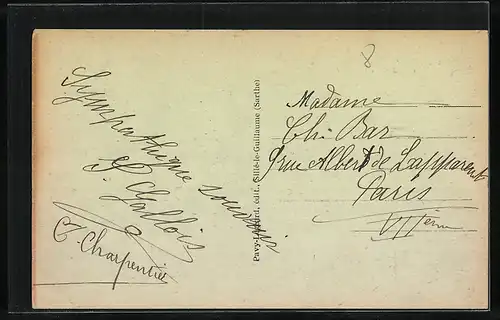 Sympathique souvenir
S. Gallois
C. Charpentier
Pavy- édit., Sillé-le-Guillaume (Sarthe)
8
Madame
Ch. Bar
9 rue Albert de Lapparent
Paris
VIIème